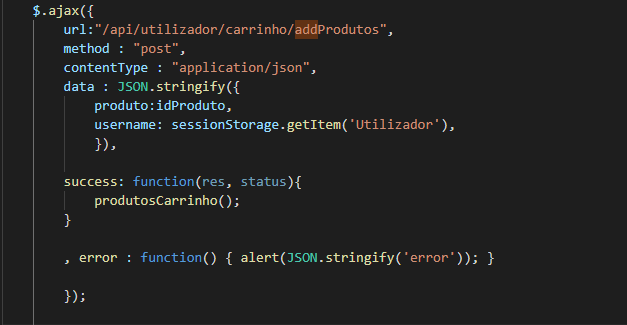 $.ajax({
url:"/api/utilizador/carrinho/addProdutos",
method : "post",
contentType : "application/json",
data : JSON.stringify({
produto:idProduto,
username: sessionStorage.getItem('Utilizador'),
}),
success: function(res, status){
produtosCarrinho();
}
, error : function() { alert(JSON.stringify('error')); }
});